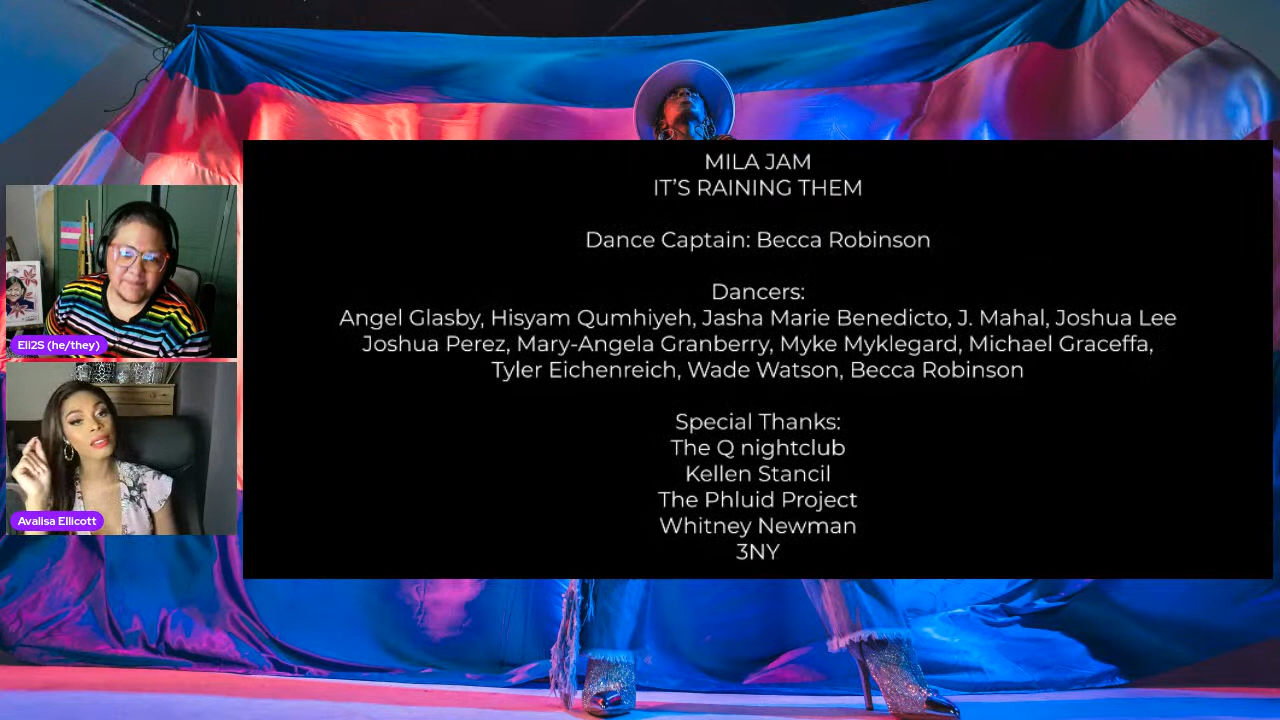 MILA JAM
IT'S RAINING THEM
Dance Captain: Becca Robinson
Dancers:
Angel Glasby, Hisyam Qumhiyeh, Jasha Marie Benedicto, J. Mahal, Joshua Lee
Joshua Perez, Mary-Angela Granberry, Myke Myklegard, Michael Graceffa,
Tyler Eichenreich, Wade Watson, Becca Robinson
Special Thanks:
The Q nightclub
Kellen Stancil
The Phluid Project
Whitney Newman
3NY
Eli2S (he/they)
Avalisa Ellicott